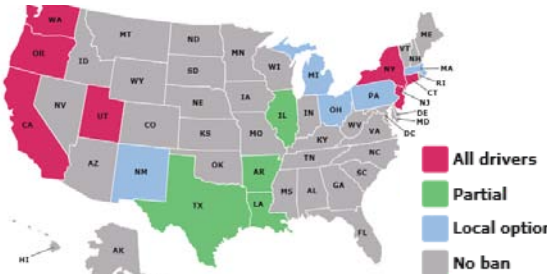 WA
OR
CA
NV
ID
MT
WY
UT
AZ
CO
NM
ND
SD
NE
KS
OK
TX
MN
IA
MO
AR
LA
WI
IL
MI
IN
OH
KY
TN
MS
AL
GA
FL
SC
NC
VA
WV
PA
NY
VT
NH
ME
MA
RI
CT
NJ
DE
MD
DC
HI
AK
All drivers
Partial
Local option
No ban